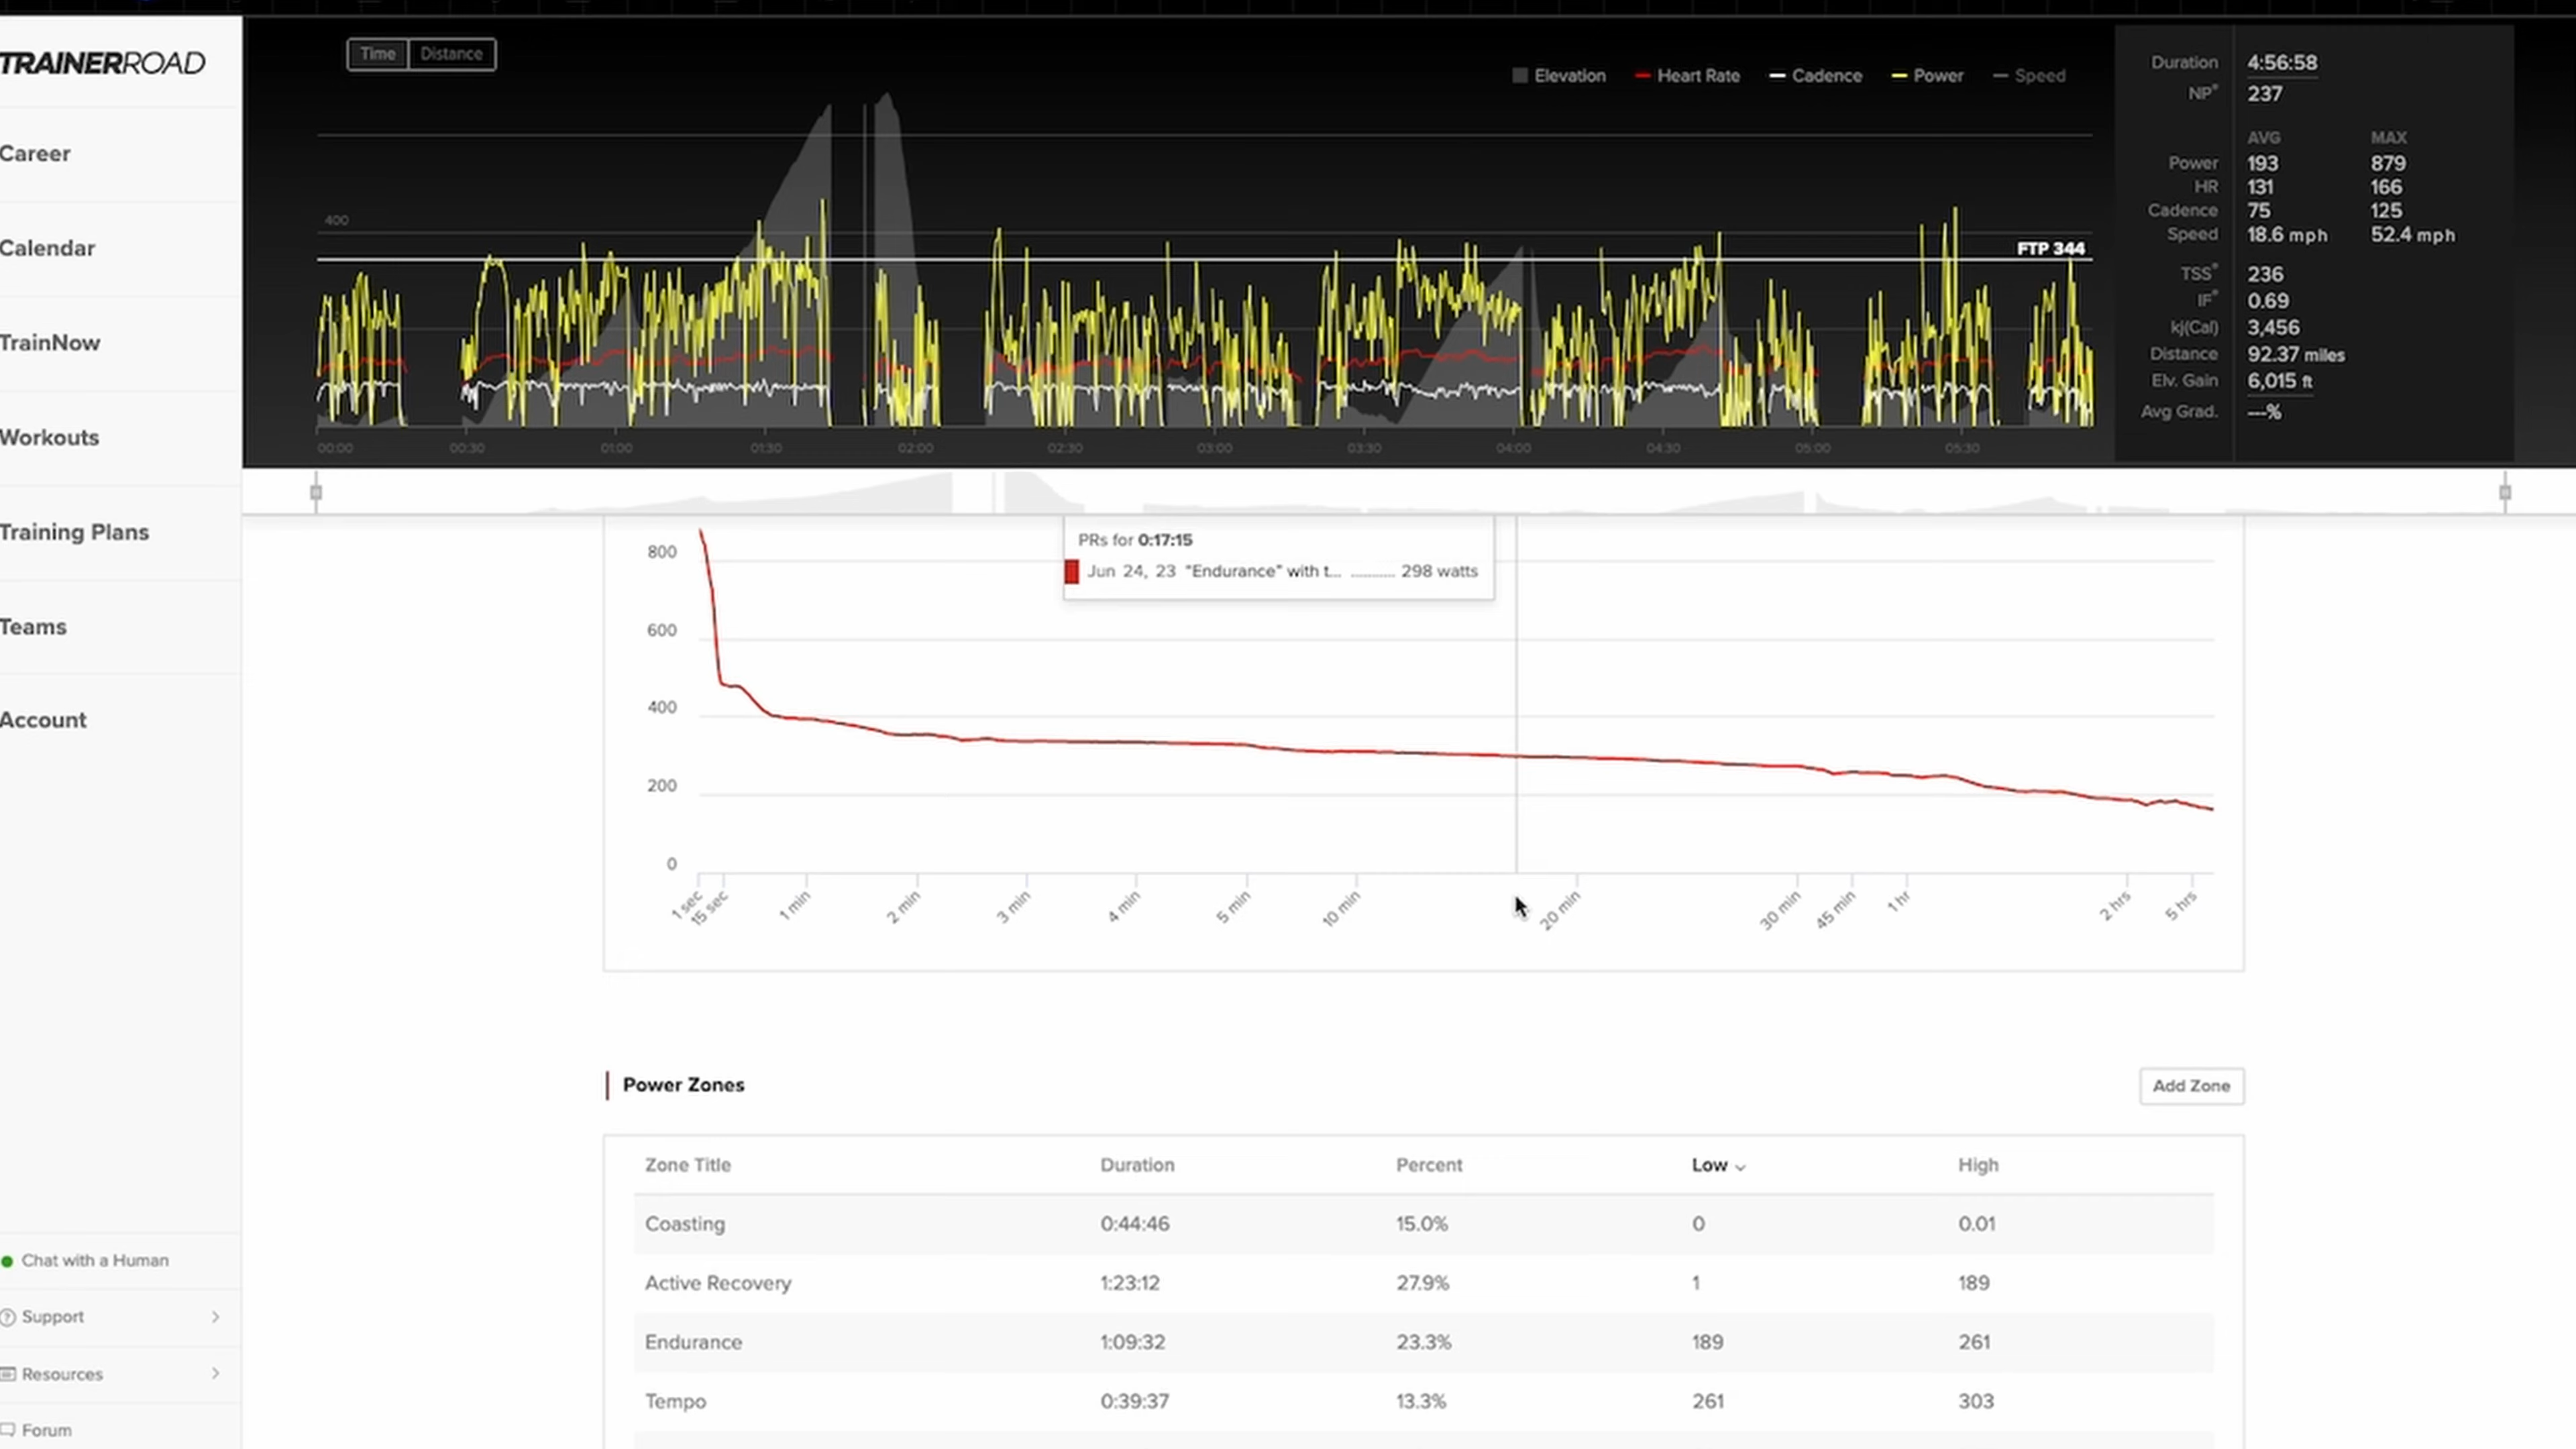 TRAINERROAD
Career
Calendar
TrainNow
Workouts
Training Plans
Teams
Account
Chat with a Human
Support
Resources
Forum
Time Distance
Elevation Heart Rate Cadence Power Speed
400
FTP 344
00:00 00:30 01:00 01:30 02:00 02:30 03:00 03:30 04:00 04:30 05:00 05:30
Duration 4:56:58
NP® 237
AVG MAX
Power 193 879
HR 131 166
Cadence 75 125
Speed 18.6 mph 52.4 mph
TSS® 236
IF® 0.69
kj(Cal) 3,456
Distance 92.37 miles
Elv. Gain 6,015 ft
Avg Grad. ---%
PRs for 0:17:15
Jun 24, 23 "Endurance" with t... ........... 298 watts
800
600
400
200
0
1 sec 15 sec 1 min 2 min 3 min 4 min 5 min 10 min 20 min 30 min 45 min 1 hr 2 hrs 5 hrs
Power Zones
Add Zone
Zone Title Duration Percent Low High
Coasting 0:44:46 15.0% 0 0.01
Active Recovery 1:23:12 27.9% 1 189
Endurance 1:09:32 23.3% 189 261
Tempo 0:39:37 13.3% 261 303